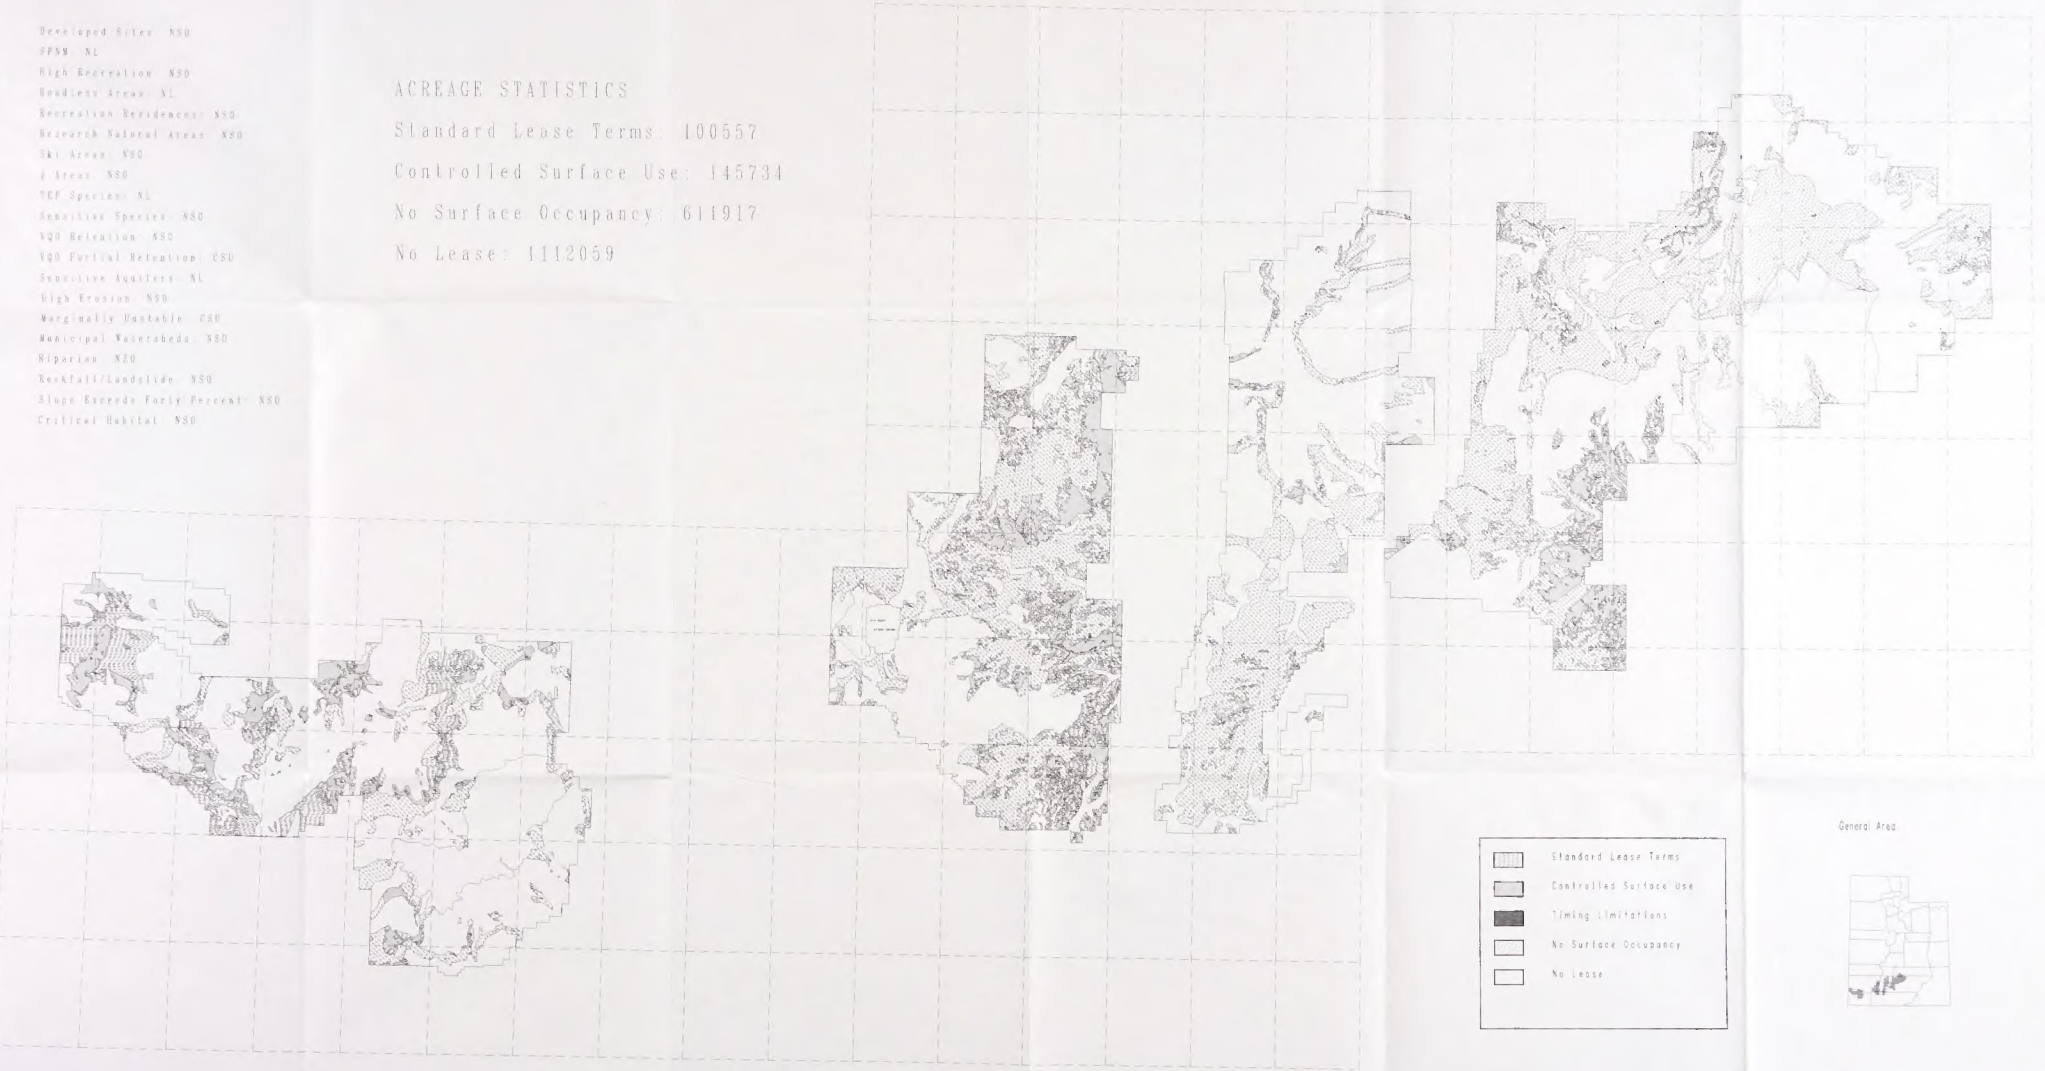 Developed Sites: NSO
SPNM: NL
High Recreation: NSO
Roadless Areas: NL
Recreation Residences: NSO
Research Natural Areas: NSO
Ski Areas: NSO
Areas: NSO
TEP Species: NL
Sensitive Species: NSO
VQO Retention: NSO
VQO Partial Retention: CSU
Sensitive Aquifers: NL
High Erosion: NSO
Marginally Unstable: CSU
Municipal Watersheds: NSO
Riparian: NSO
Rockfall/Landslide: NSO
Slope Exceeds Forty Percent: NSO
Critical Habitat: NSO
ACREAGE STATISTICS
Standard Lease Terms: 100557
Controlled Surface Use: 145734
No Surface Occupancy: 611917
No Lease: 1112059
Standard Lease Terms
Controlled Surface Use
Timing Limitations
No Surface Occupancy
No Lease
General Area